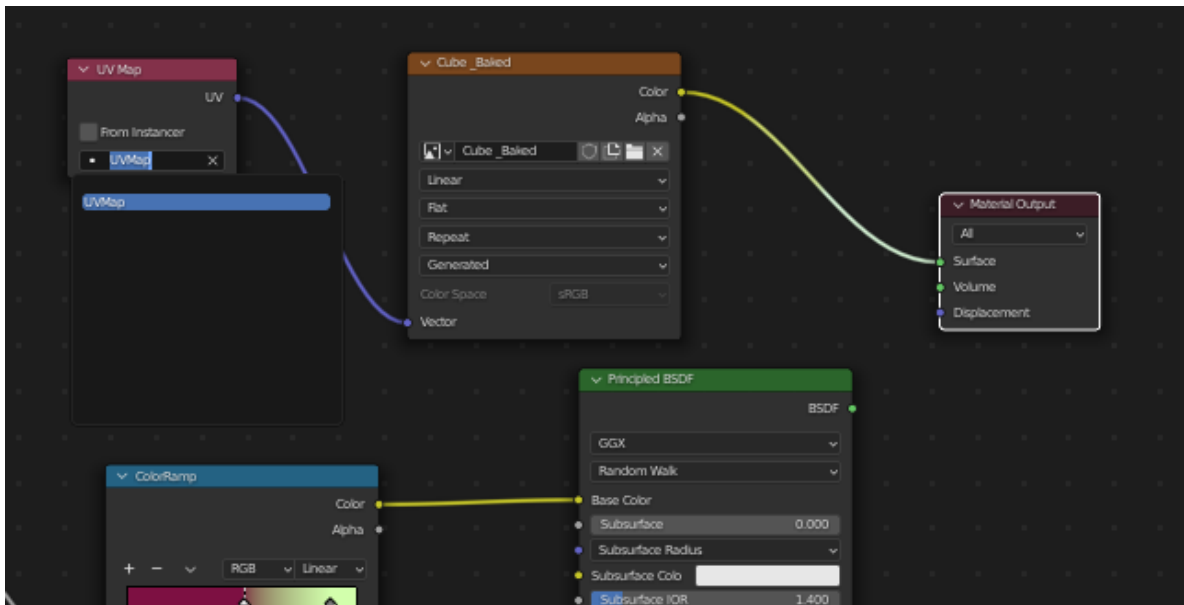 UV Map
UV
From Instancer
UVMap
UVMap
Cube _Baked
Color
Alpha
Cube _Baked
Linear
Flat
Repeat
Generated
Color Space sRGB
Vector
Material Output
All
Surface
Volume
Displacement
Principled BSDF
BSDF
GGX
Random Walk
Base Color
Subsurface 0.000
Subsurface Radius
Subsurface Colo
Subsurface IOR 1.400
ColorRamp
Color
Alpha
RGB Linear